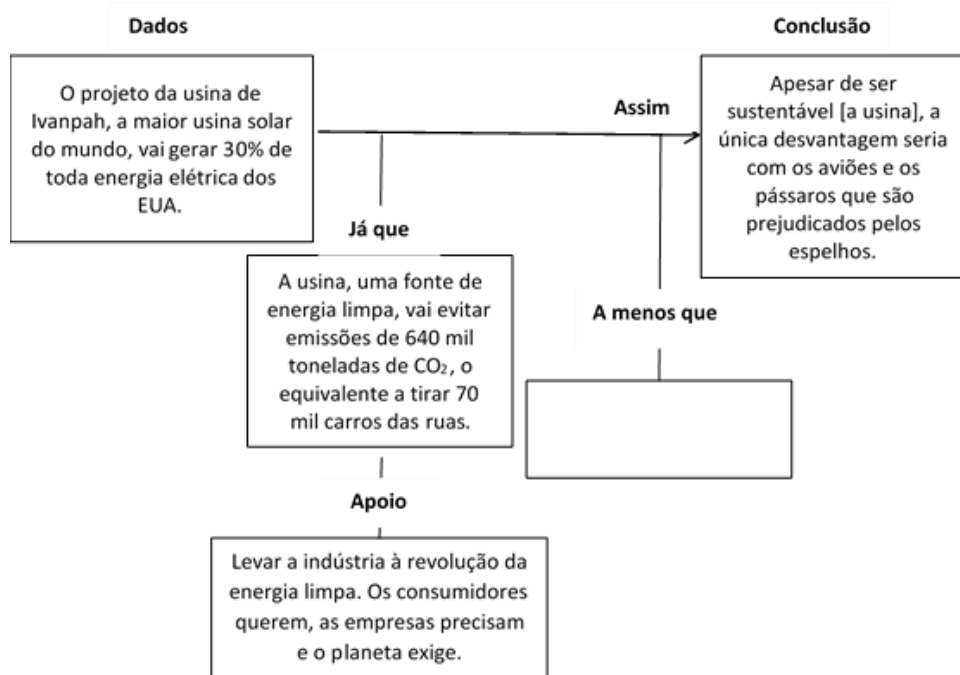 Dados
Conclusão
O projeto da usina de
Ivanpah, a maior usina solar
do mundo, vai gerar 30% de
toda energia elétrica dos
EUA.
Assim
Apesar de ser
sustentável [a usina], a
única desvantagem seria
com os aviões e os
pássaros que são
prejudicados pelos
espelhos.
Já que
A usina, uma fonte de
energia limpa, vai evitar
emissões de 640 mil
toneladas de CO₂, o
equivalente a tirar 70
mil carros das ruas.
A menos que
Apoio
Levar a indústria à revolução da
energia limpa. Os consumidores
querem, as empresas precisam
e o planeta exige.